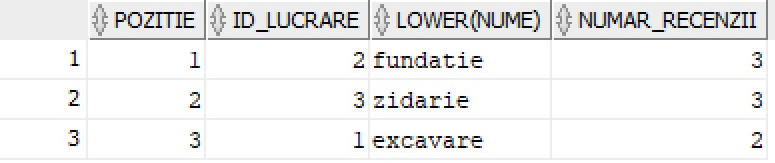 POZITIE ID_LUCRARE LOWER(NUME) NUMAR_RECENZII
1 1 2 fundatie 3
2 2 3 zidarie 3
3 3 1 excavare 2